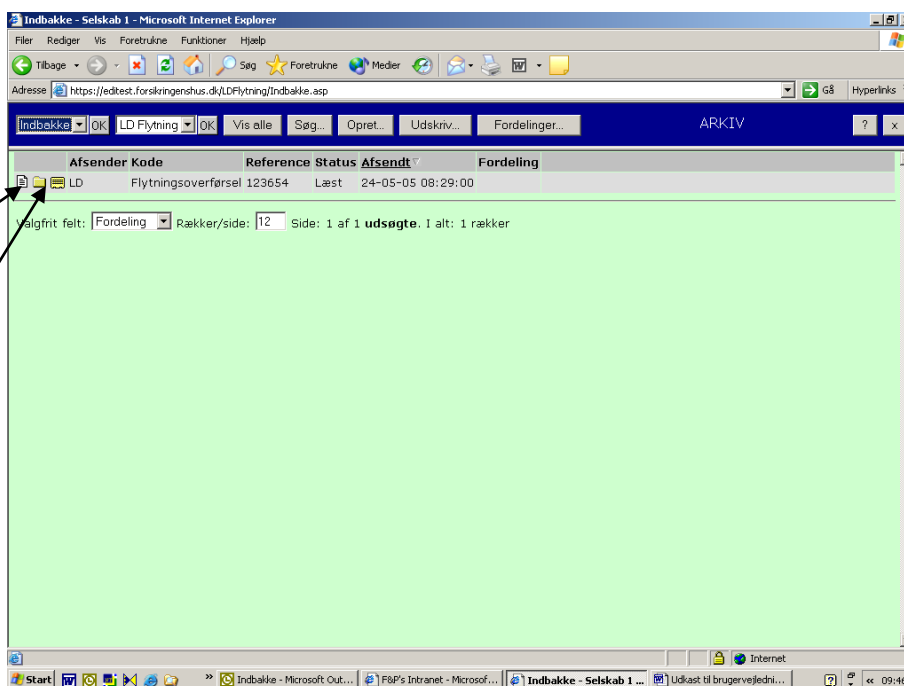 Indbakke - Selskab 1 - Microsoft Internet Explorer
Filer Rediger Vis Foretrukne Funktioner Hjælp
Tilbage Søg Foretrukne Medier
Adresse https://edittest.forsikringenshus.dk/LDFlytning/Indbakke.asp Gå Hyperlinks
Indbakke OK LD Flytning OK Vis alle Søg... Opret... Udskriv... Fordelinger... ARKIV ? x
Afsender Kode Reference Status Afsendt Fordeling
LD Flytningsoverførsel 123654 Læst 24-05-05 08:29:00
Valgfrit felt: Fordeling Rækker/side: 12 Side: 1 af 1 udsøgte. I alt: 1 rækker
Internet
Start » Indbakke - Microsoft Out... F&P's Intranet - Microsof... Indbakke - Selskab 1 ... Udkast til brugervejledni... « 09:46